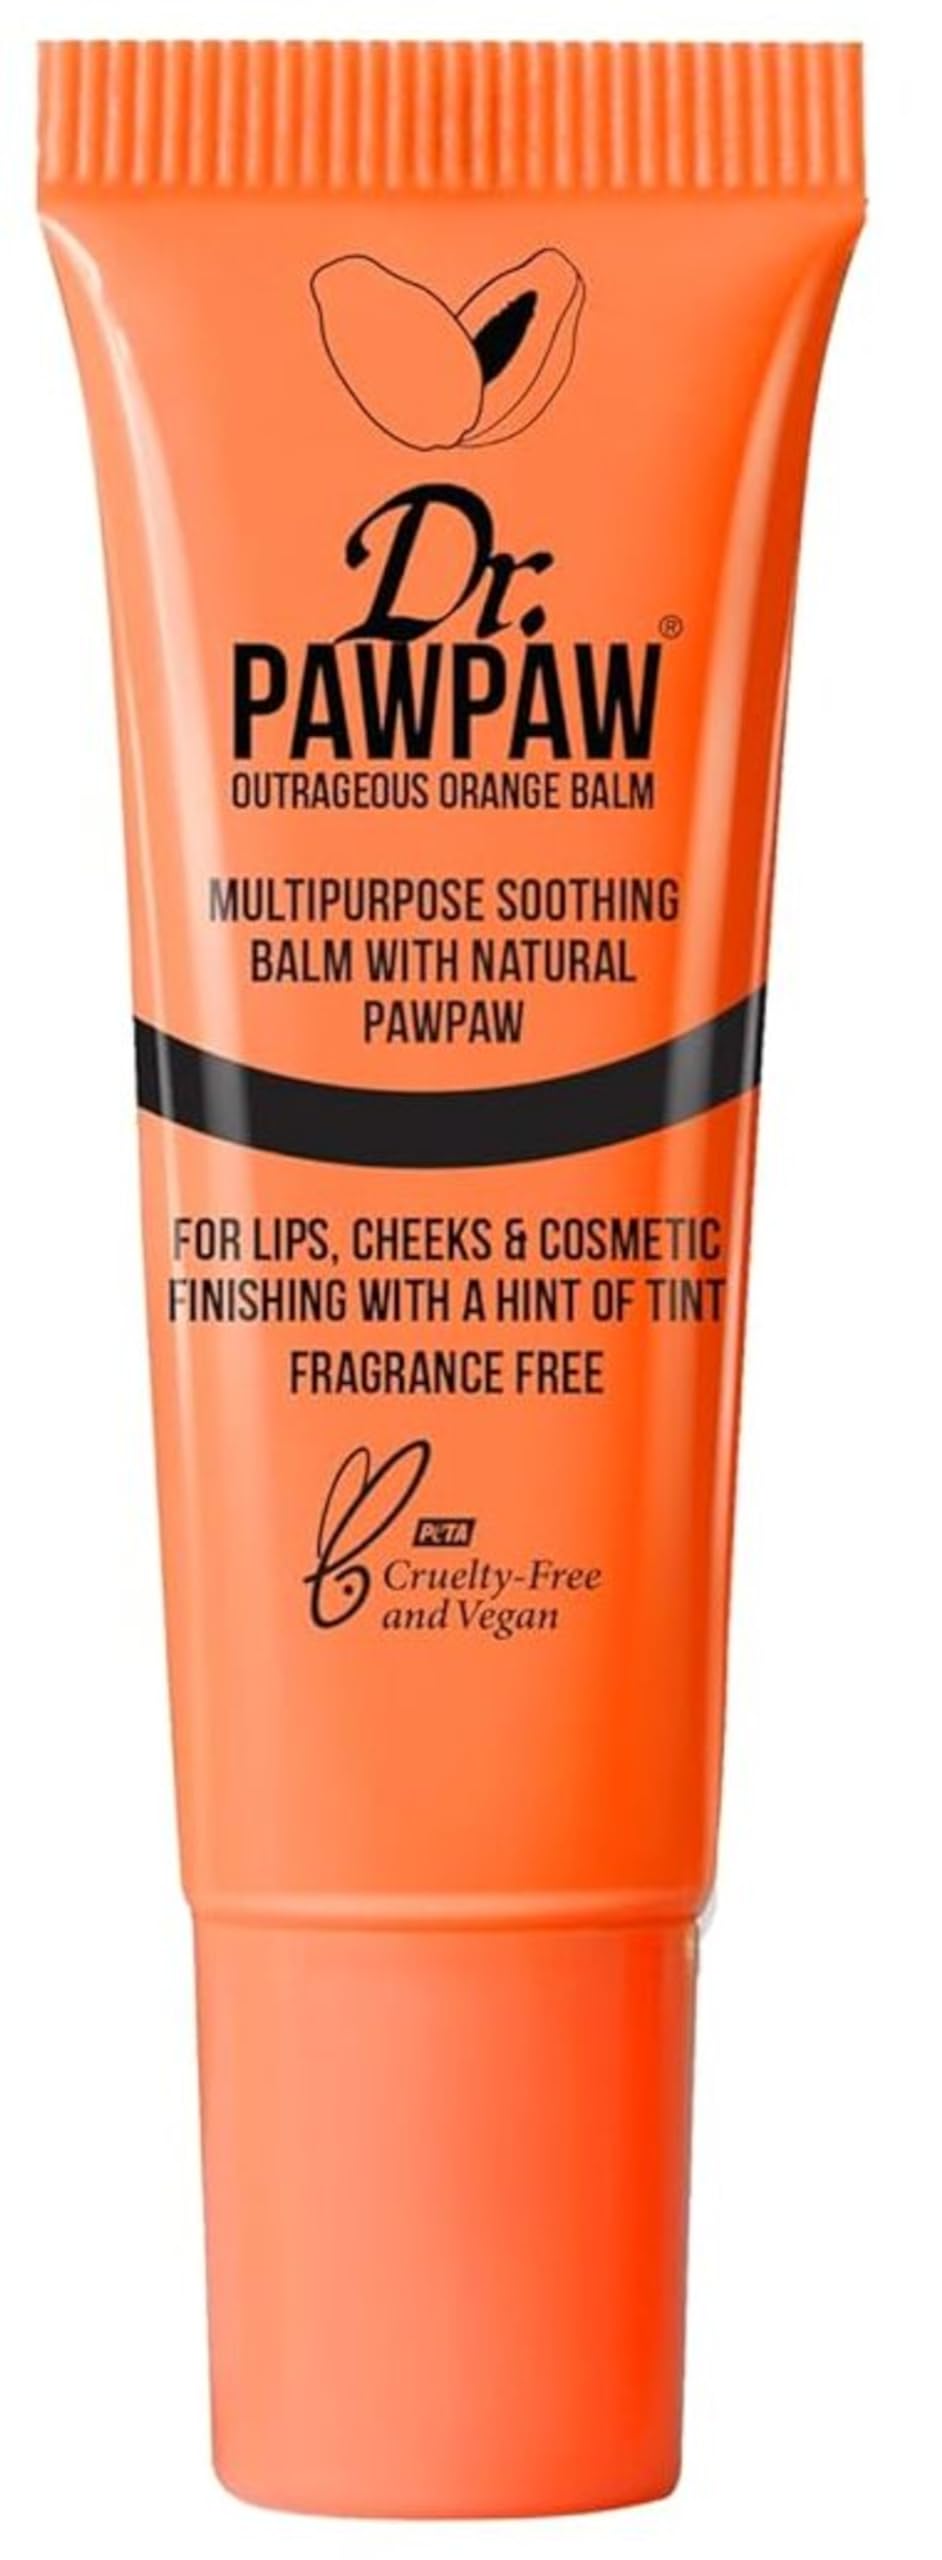 Dr.
PAWPAW®
OUTRAGEOUS ORANGE BALM
MULTIPURPOSE SOOTHING
BALM WITH NATURAL
PAWPAW
FOR LIPS, CHEEKS & COSMETIC
FINISHING WITH A HINT OF TINT
FRAGRANCE FREE
PETA
Cruelty-Free
and Vegan